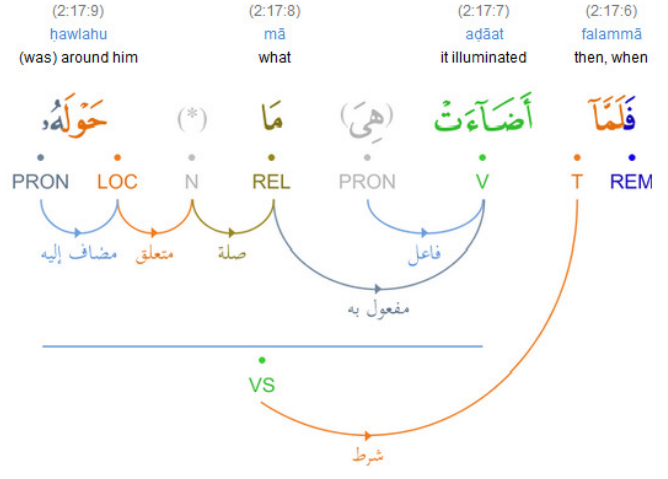 (2:17:6) (2:17:7) (2:17:8) (2:17:9)
falammā aḍāat mā ḥawlahu
then, when it illuminated what (was) around him
فَلَمَّآ أَضَآءَتْ (هِيَ) مَا (*) حَوْلَهُۥ
REM T V PRON REL N LOC PRON
فاعل صلة متعلق مضاف إليه
مفعول به
VS
شرط